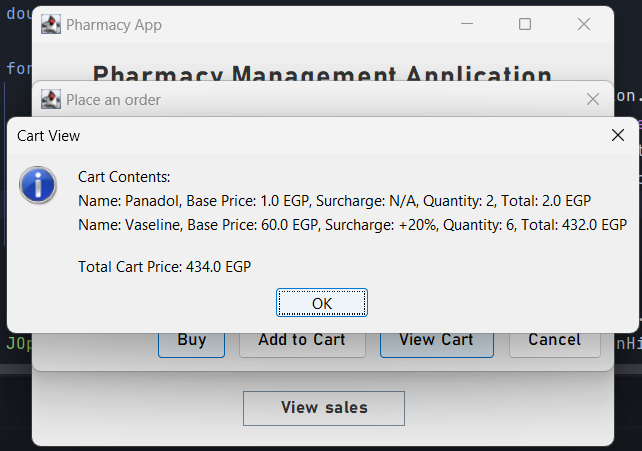 dou
Pharmacy App
for
Pharmacy Management Application
on.
Place an order
Cart View
Cart Contents:
Name: Panadol, Base Price: 1.0 EGP, Surcharge: N/A, Quantity: 2, Total: 2.0 EGP
Name: Vaseline, Base Price: 60.0 EGP, Surcharge: +20%, Quantity: 6, Total: 432.0 EGP
Total Cart Price: 434.0 EGP
OK
JOp
Buy
Add to Cart
View Cart
Cancel
nHi
View sales